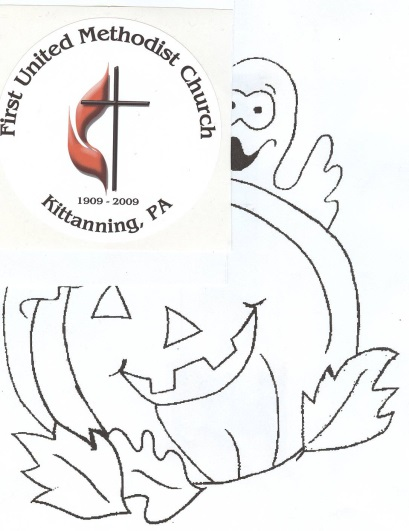 First United Methodist Church
1909 - 2009
Kittanning, PA